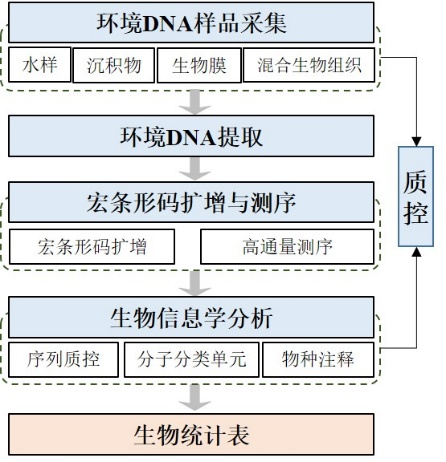 环境DNA样品采集
水样
沉积物
生物膜
混合生物组织
环境DNA提取
质控
宏条形码扩增与测序
宏条形码扩增
高通量测序
生物信息学分析
序列质控
分子分类单元
物种注释
生物统计表